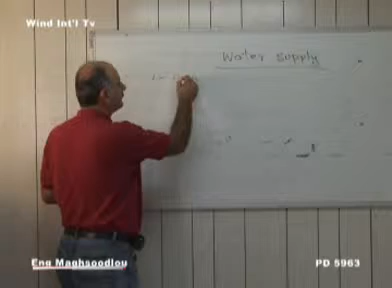 Wind Int'l Tv
Water Supply
Eng Maghsoodlou
PD 5963